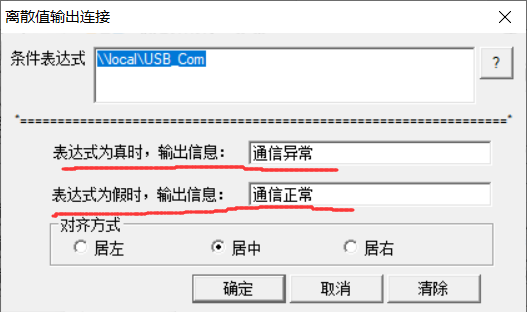 离散值输出连接
条件表达式
\\local\USB_Com
?
*==============================================================*
表达式为真时，输出信息：
通信异常
表达式为假时，输出信息：
通信正常
对齐方式
居左 居中 居右
确定 取消 清除